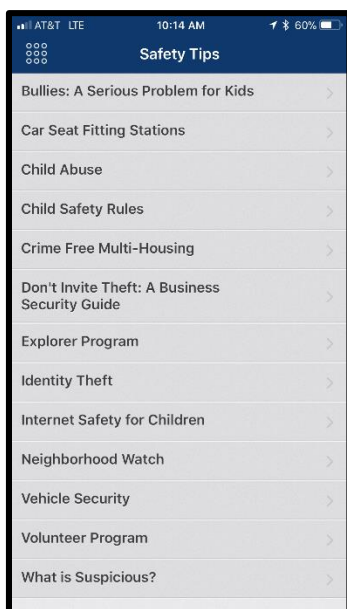 AT&T LTE 10:14 AM 60%
Safety Tips
Bullies: A Serious Problem for Kids
Car Seat Fitting Stations
Child Abuse
Child Safety Rules
Crime Free Multi-Housing
Don't Invite Theft: A Business
Security Guide
Explorer Program
Identity Theft
Internet Safety for Children
Neighborhood Watch
Vehicle Security
Volunteer Program
What is Suspicious?